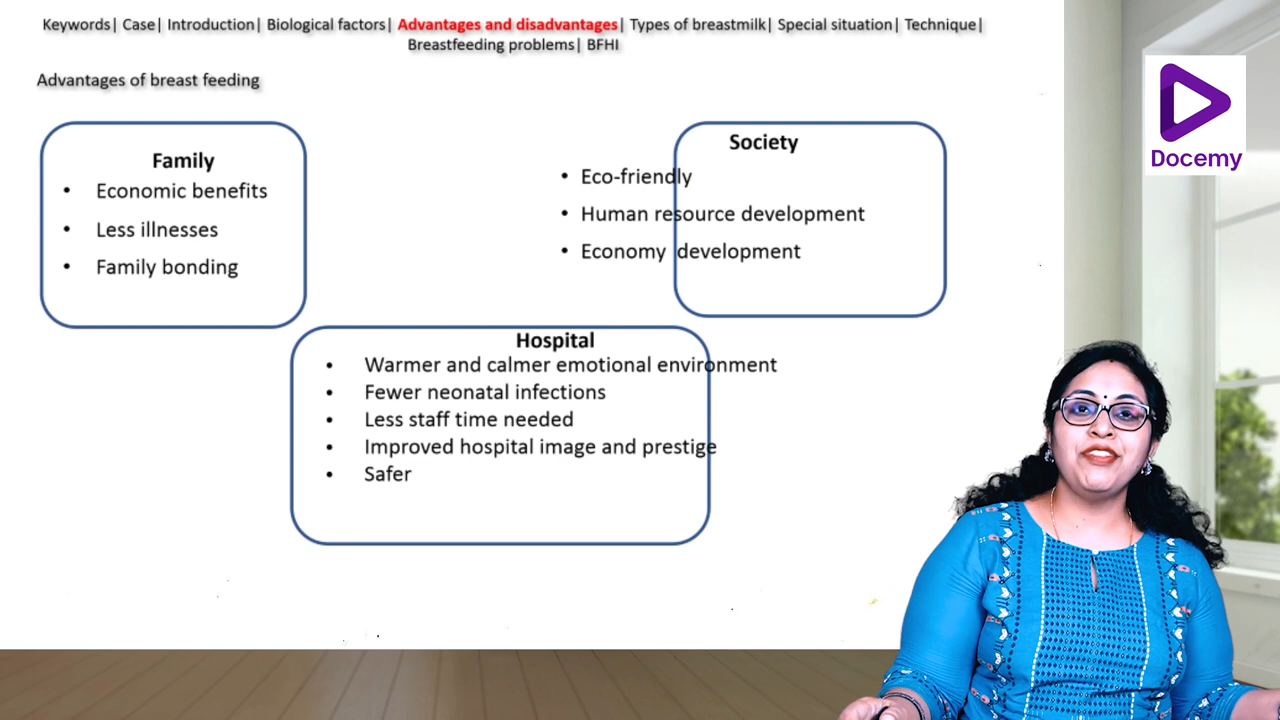 Keywords| Case| Introduction| Biological factors| Advantages and disadvantages| Types of breastmilk| Special situation| Technique|
Breastfeeding problems| BFHI
Advantages of breast feeding
Family
• Economic benefits
• Less illnesses
• Family bonding
Society
• Eco-friendly
• Human resource development
• Economy development
Hospital
• Warmer and calmer emotional environment
• Fewer neonatal infections
• Less staff time needed
• Improved hospital image and prestige
• Safer
Docemy